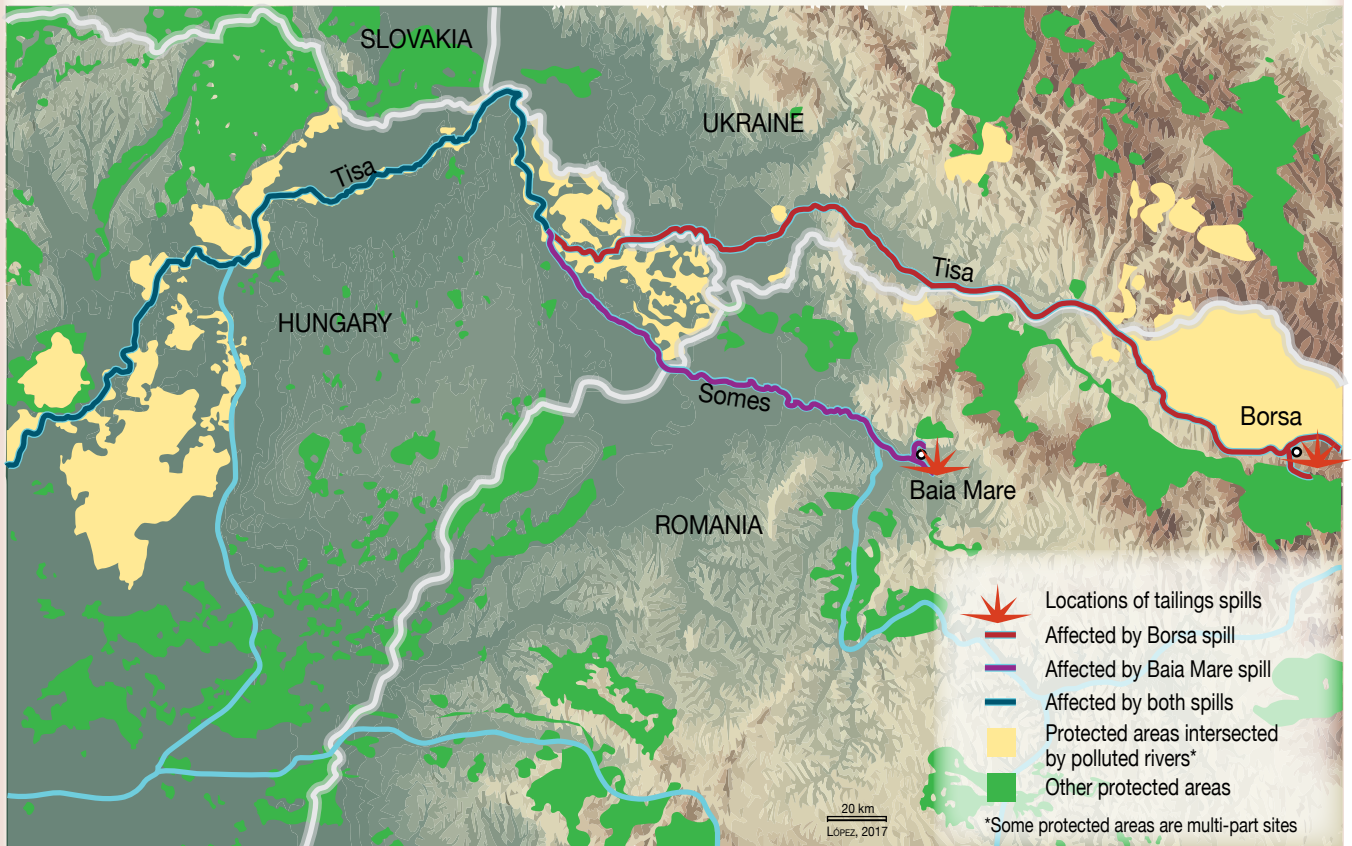 SLOVAKIA
UKRAINE
Tisa
Tisa
HUNGARY
Somes
Borsa
Baia Mare
ROMANIA
Locations of tailings spills
Affected by Borsa spill
Affected by Baia Mare spill
Affected by both spills
Protected areas intersected
by polluted rivers*
Other protected areas
*Some protected areas are multi-part sites
20 km
LÓPEZ, 2017